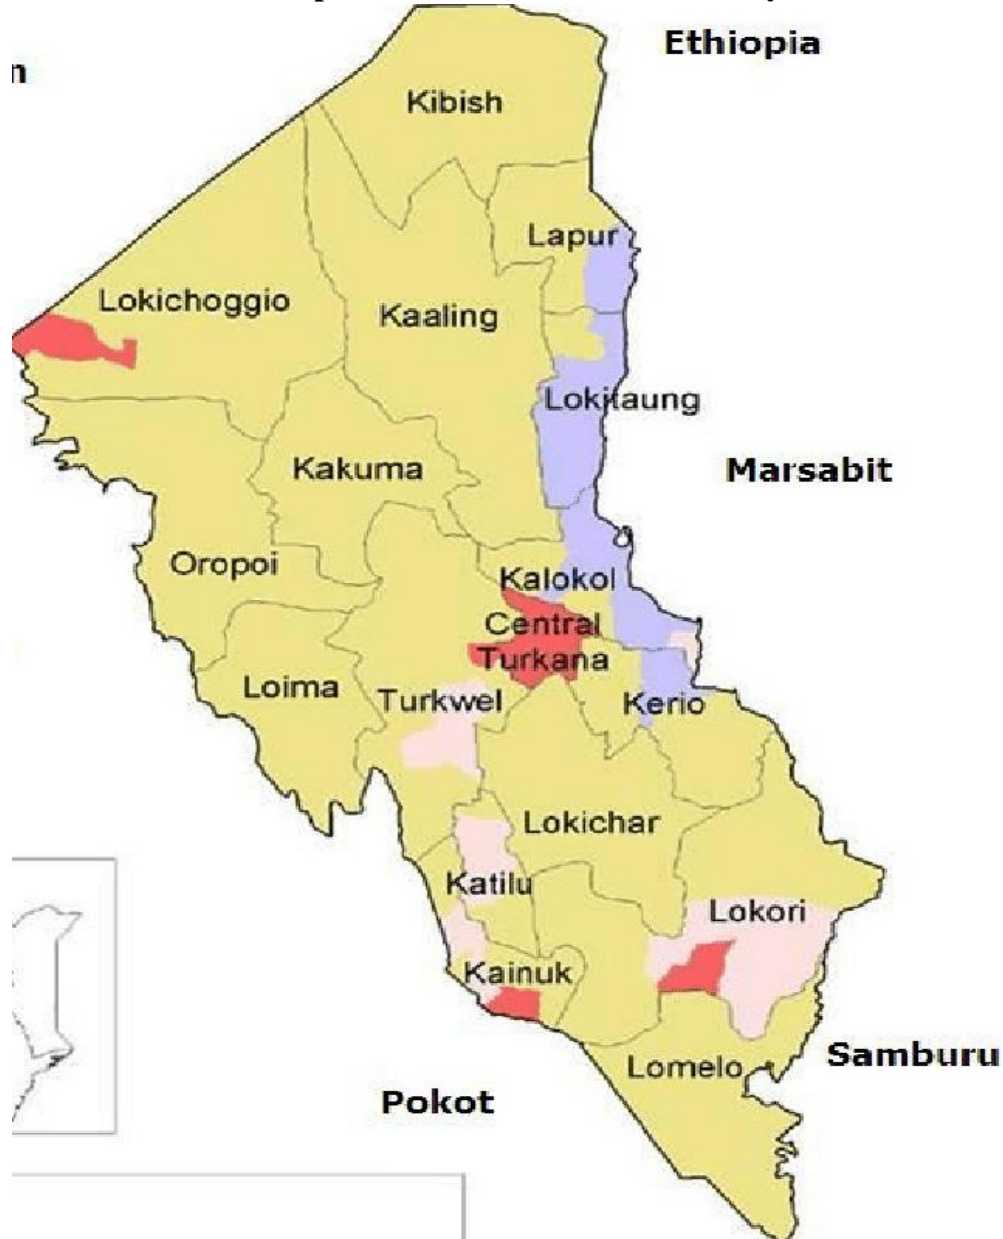 Ethiopia
n
Kibish
Lapur
Lokichoggio
Kaaling
Lokitaung
Kakuma
Marsabit
Oropoi
Kalokol
Central
Turkana
Loima
Turkwel
Kerio
Lokichar
Katilu
Lokori
Kainuk
Lomelo
Samburu
Pokot